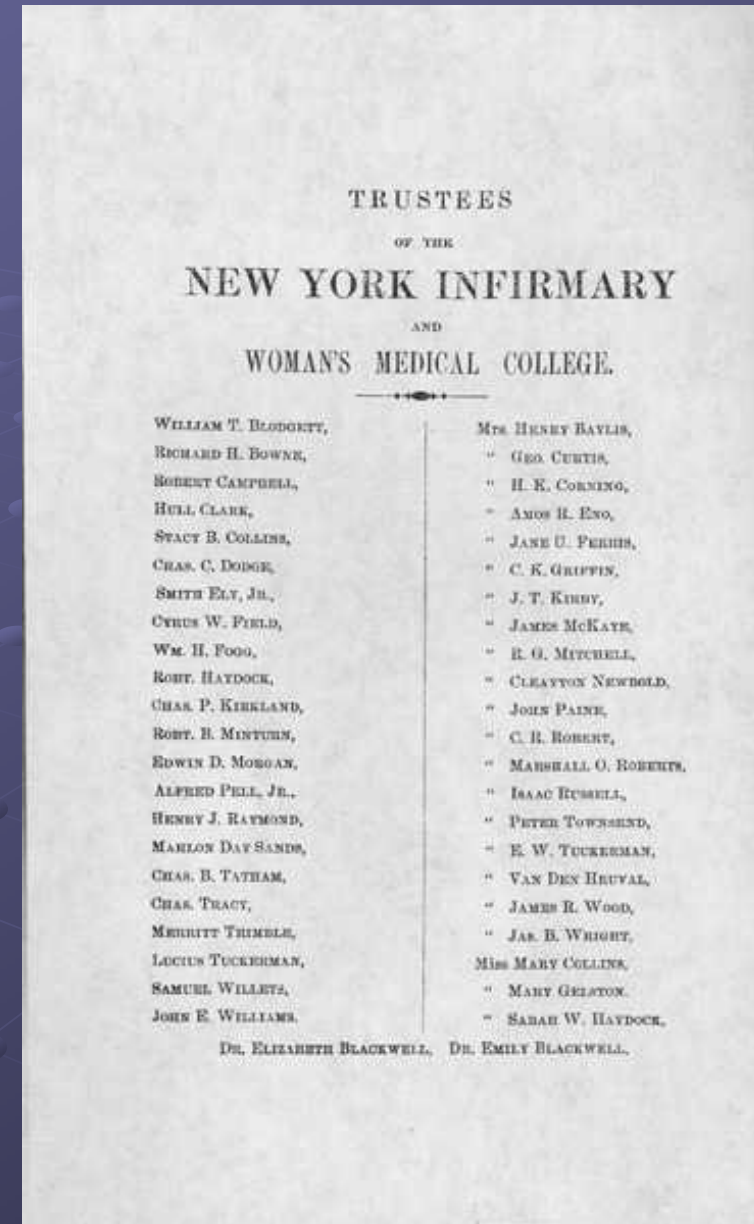 TRUSTEES
OF THE
NEW YORK INFIRMARY
AND
WOMAN'S MEDICAL COLLEGE.
WILLIAM T. BLODGETT,
RICHARD H. BOWNE,
ROBERT CAMPBELL,
HULL CLARK,
STACY B. COLLINS,
CHAS. C. DODGE,
SMITH ELY, JR.,
CYRUS W. FIELD,
WM. H. FOGG,
ROBT. HAYDOCK,
CHAS. P. KIRKLAND,
ROBT. B. MINTURN,
EDWIN D. MORGAN,
ALFRED PELL, JR.,
HENRY J. RAYMOND,
MAHLON DAY SANDS,
CHAS. B. TATHAM,
CHAS. TRACY,
MERRITT TRIMBLE,
LUCIUS TUCKERMAN,
SAMUEL WILLETS,
JOHN E. WILLIAMS.
Mrs. HENRY BAYLIS,
" GEO. CURTIS,
" H. K. CORNING,
" AMOS R. ENO,
" JANE U. FERRIS,
" C. K. GRIFFIN,
" J. T. KIRBY,
" JAMES MCKAYE,
" R. G. MITCHELL,
" CLEAYTON NEWBOLD,
" JOHN PAINE,
" C. R. ROBERT,
" MARSHALL O. ROBERTS,
" ISAAC RUSSELL,
" PETER TOWNSEND,
" E. W. TUCKERMAN,
" VAN DEN HEUVAL,
" JAMES R. WOOD,
" JAS. B. WRIGHT,
Miss MARY COLLINS,
" MARY GELSTON.
" SARAH W. HAYDOCK,
DR. ELIZABETH BLACKWELL, DR. EMILY BLACKWELL,